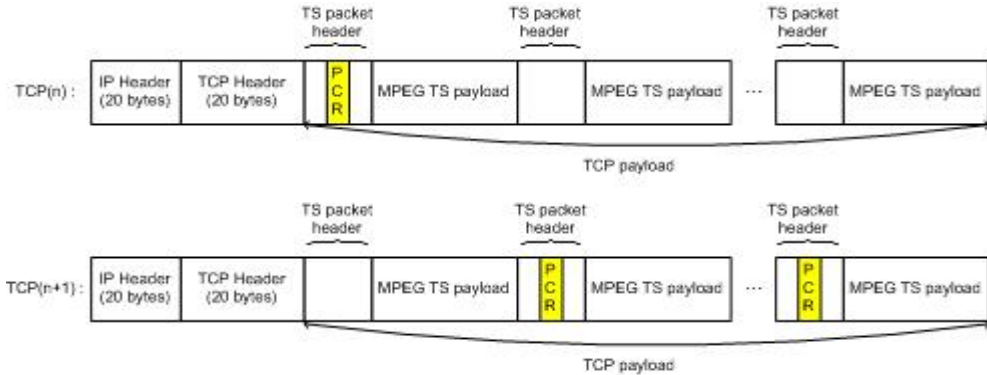 TS packet
header
TS packet
header
TS packet
header
TCP(n) :
IP Header
(20 bytes)
TCP Header
(20 bytes)
P
C
R
MPEG TS payload
MPEG TS payload
...
MPEG TS payload
TCP payload
TS packet
header
TS packet
header
TS packet
header
TCP(n+1) :
IP Header
(20 bytes)
TCP Header
(20 bytes)
MPEG TS payload
P
C
R
MPEG TS payload
...
P
C
R
MPEG TS payload
TCP payload